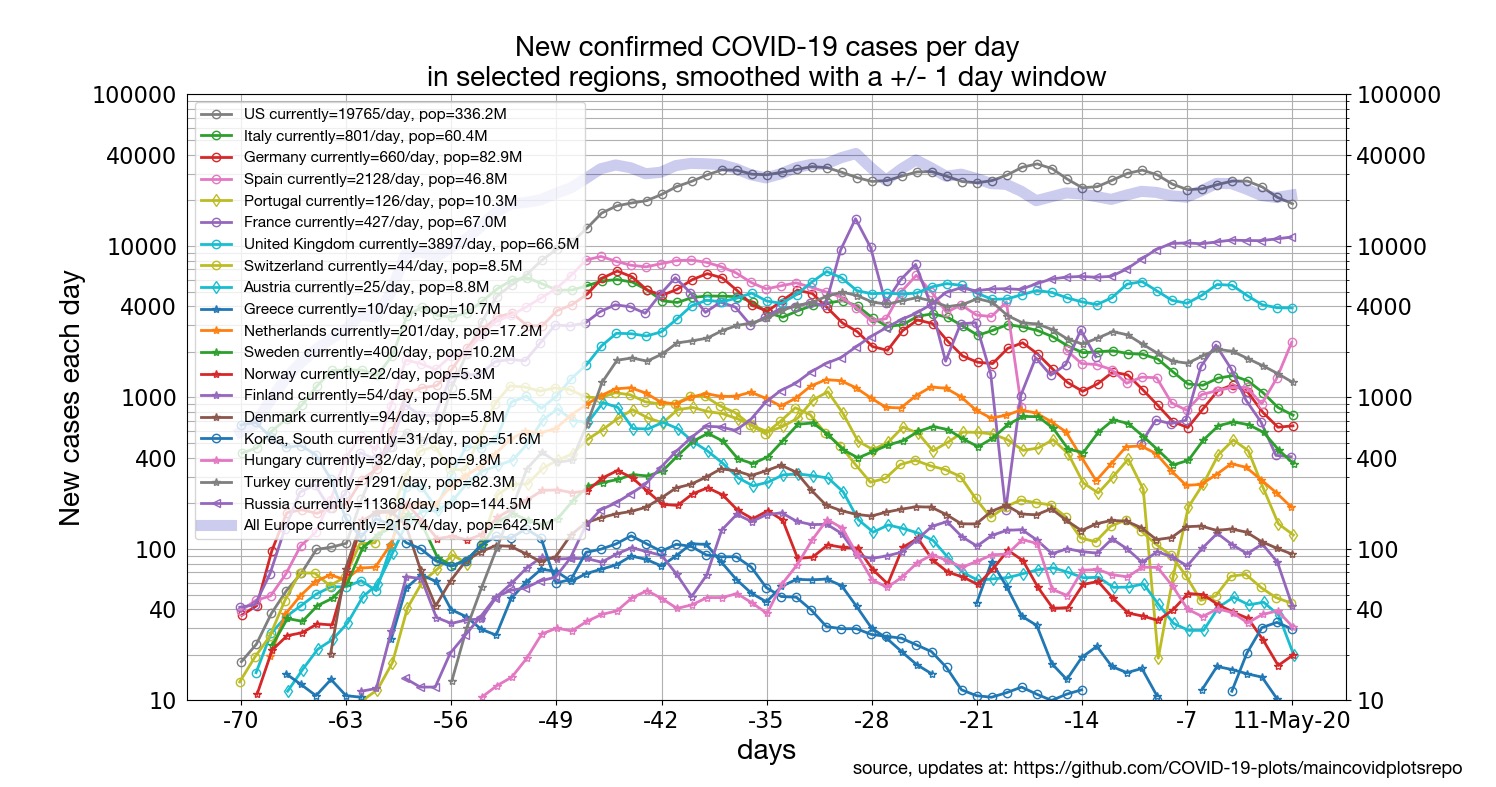 New confirmed COVID-19 cases per day
in selected regions, smoothed with a +/- 1 day window
100000
40000
10000
4000
1000
400
100
40
10
New cases each day
US currently=19765/day, pop=336.2M
Italy currently=801/day, pop=60.4M
Germany currently=660/day, pop=82.9M
Spain currently=2128/day, pop=46.8M
Portugal currently=126/day, pop=10.3M
France currently=427/day, pop=67.0M
United Kingdom currently=3897/day, pop=66.5M
Switzerland currently=44/day, pop=8.5M
Austria currently=25/day, pop=8.8M
Greece currently=10/day, pop=10.7M
Netherlands currently=201/day, pop=17.2M
Sweden currently=400/day, pop=10.2M
Norway currently=22/day, pop=5.3M
Finland currently=54/day, pop=5.5M
Denmark currently=94/day, pop=5.8M
Korea, South currently=31/day, pop=51.6M
Hungary currently=32/day, pop=9.8M
Turkey currently=1291/day, pop=82.3M
Russia currently=11368/day, pop=144.5M
All Europe currently=21574/day, pop=642.5M
100000
40000
10000
4000
1000
400
100
40
10
-70 -63 -56 -49 -42 -35 -28 -21 -14 -7 11-May-20
days
source, updates at: https://github.com/COVID-19-plots/maincovidplotsrepo